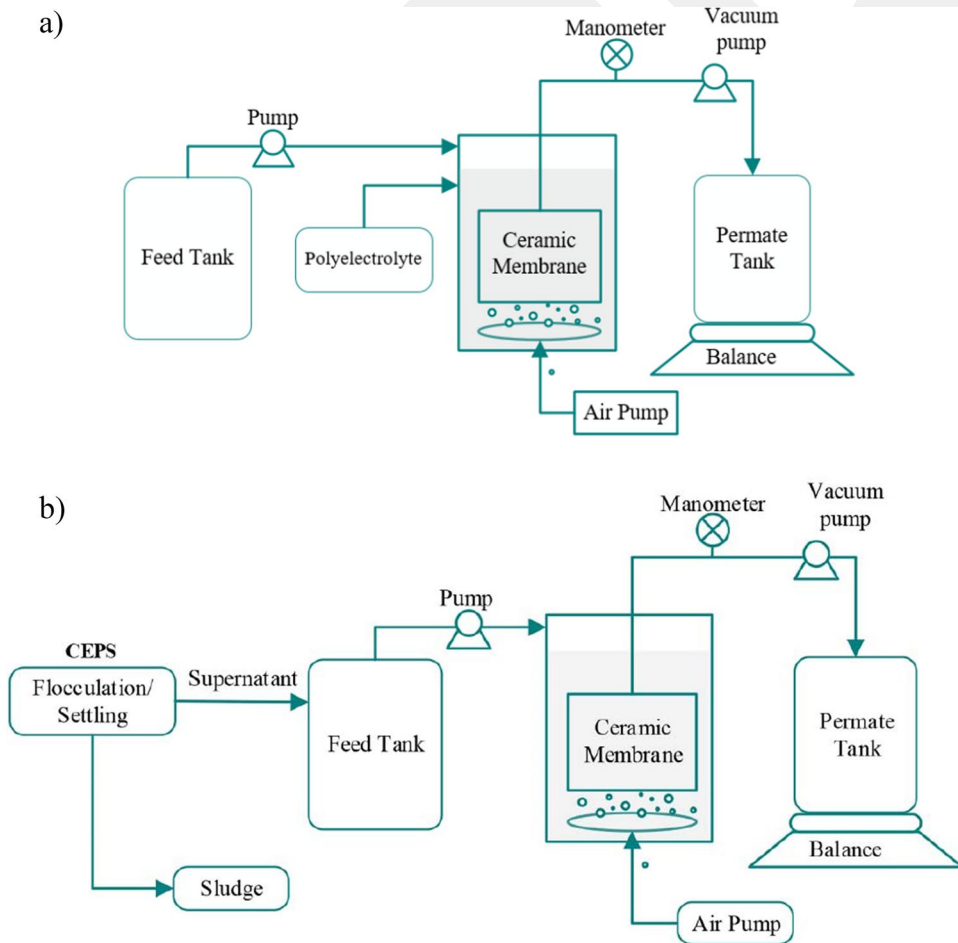 a)
Manometer
Vacuum
pump
Pump
Feed Tank
Polyelectrolyte
Ceramic
Membrane
Permate
Tank
Balance
Air Pump
b)
Manometer
Vacuum
pump
Pump
CEPS
Flocculation/
Settling
Supernatant
Feed Tank
Ceramic
Membrane
Permate
Tank
Balance
Sludge
Air Pump